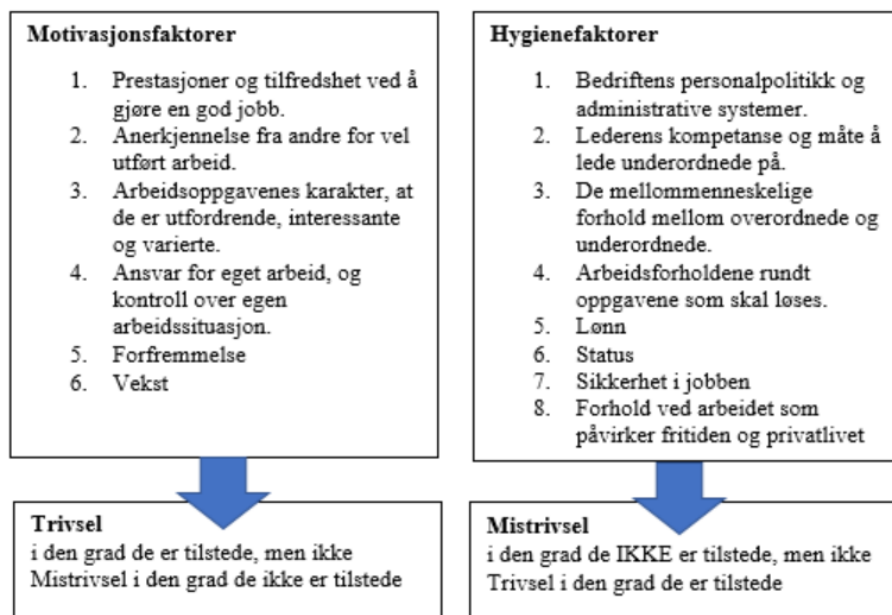 Motivasjonsfaktorer
1. Prestasjoner og tilfredshet ved å
gjøre en god jobb.
2. Anerkjennelse fra andre for vel
utført arbeid.
3. Arbeidsoppgavenes karakter, at
de er utfordrende, interessante
og varierte.
4. Ansvar for eget arbeid, og
kontroll over egen
arbeidssituasjon.
5. Forfremmelse
6. Vekst
Hygienefaktorer
1. Bedriftens personalpolitikk og
administrative systemer.
2. Lederens kompetanse og måte å
lede underordnede på.
3. De mellommenneskelige
forhold mellom overordnede og
underordnede.
4. Arbeidsforholdene rundt
oppgavene som skal løses.
5. Lønn
6. Status
7. Sikkerhet i jobben
8. Forhold ved arbeidet som
påvirker fritiden og privatlivet
Trivsel
i den grad de er tilstede, men ikke
Mistrivsel i den grad de ikke er tilstede
Mistrivsel
i den grad de IKKE er tilstede, men ikke
Trivsel i den grad de er tilstede